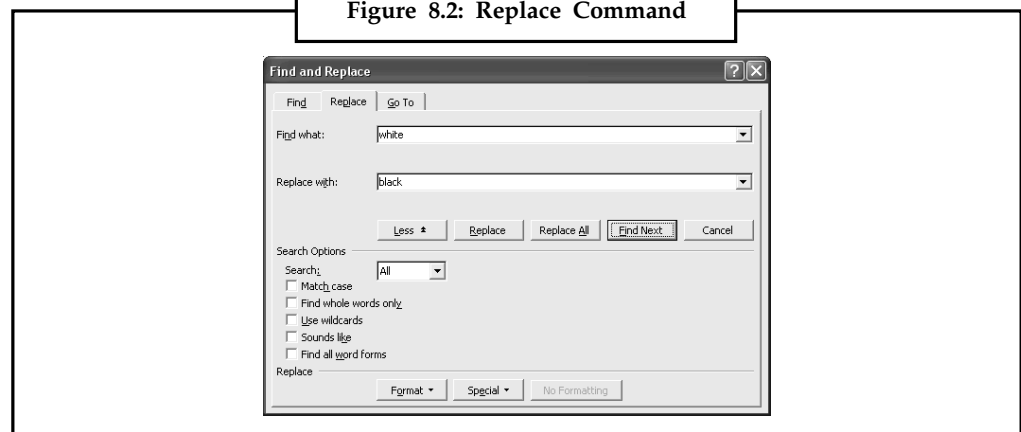 Figure 8.2: Replace Command
Find and Replace
Find Replace Go To
Find what: white
Replace with: black
Less Replace Replace All Find Next Cancel
Search Options
Search: All
Match case
Find whole words only
Use wildcards
Sounds like
Find all word forms
Replace
Format Special No Formatting